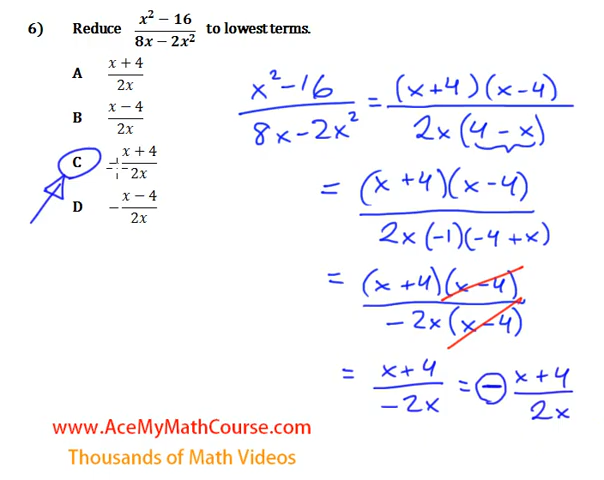 6) Reduce (x² − 16)/(8x − 2x²) to lowest terms.
A (x + 4)/(2x)
B (x − 4)/(2x)
C −(x + 4)/(2x)
D −(x − 4)/(2x)
(x² − 16)/(8x − 2x²) = (x+4)(x−4)/(2x(4 − x))
= (x +4)(x −4)/(2x(−1)(−4 +x))
= (x +4)(x−4)/(−2x(x−4))
= (x+4)/(−2x) = −(x+4)/(2x)
www.AceMyMathCourse.com
Thousands of Math Videos